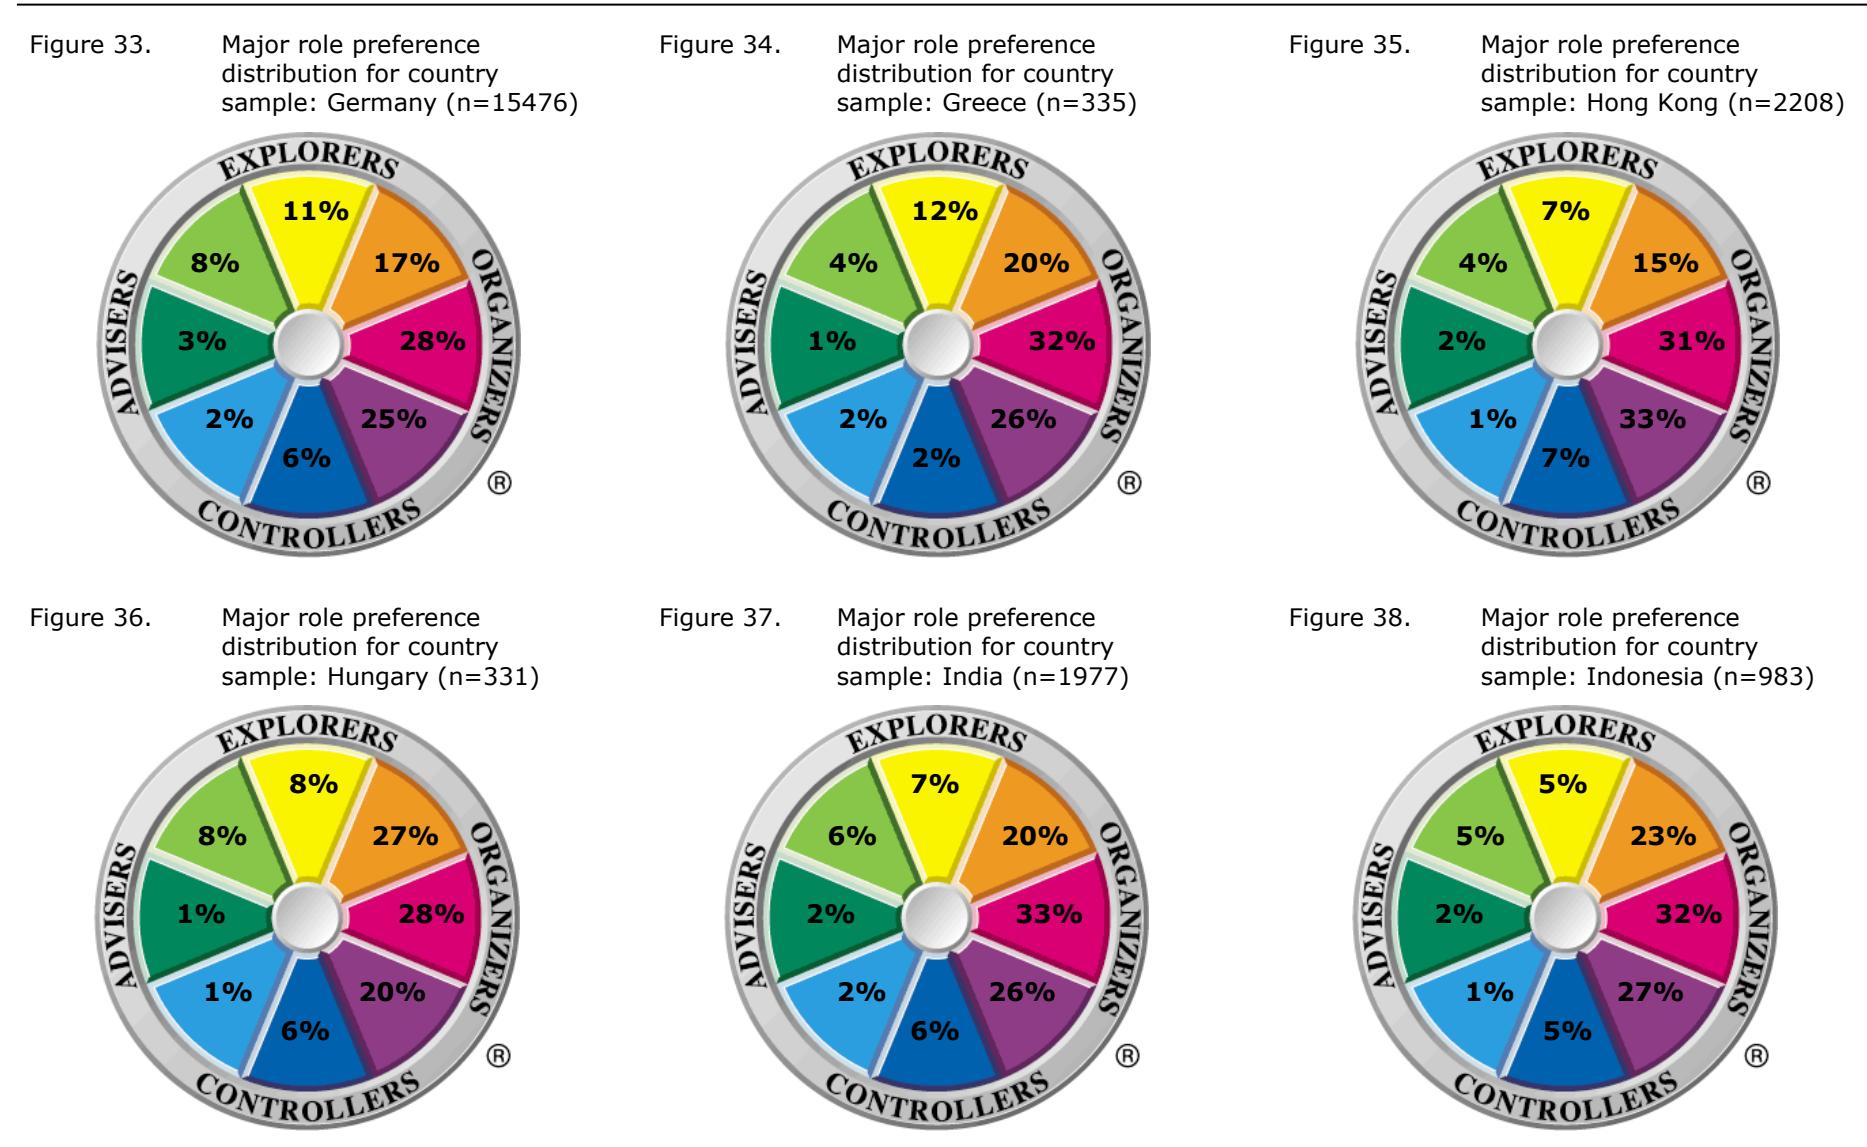 Figure 33.
Major role preference
distribution for country
sample: Germany (n=15476)
EXPLORERS
ORGANIZERS
CONTROLLERS
ADVISERS
11%
17%
28%
25%
6%
2%
3%
8%
®
Figure 34.
Major role preference
distribution for country
sample: Greece (n=335)
EXPLORERS
ORGANIZERS
CONTROLLERS
ADVISERS
12%
20%
32%
26%
2%
2%
1%
4%
®
Figure 35.
Major role preference
distribution for country
sample: Hong Kong (n=2208)
EXPLORERS
ORGANIZERS
CONTROLLERS
ADVISERS
7%
15%
31%
33%
7%
1%
2%
4%
®
Figure 36.
Major role preference
distribution for country
sample: Hungary (n=331)
EXPLORERS
ORGANIZERS
CONTROLLERS
ADVISERS
8%
27%
28%
20%
6%
1%
1%
8%
®
Figure 37.
Major role preference
distribution for country
sample: India (n=1977)
EXPLORERS
ORGANIZERS
CONTROLLERS
ADVISERS
7%
20%
33%
26%
6%
2%
2%
6%
®
Figure 38.
Major role preference
distribution for country
sample: Indonesia (n=983)
EXPLORERS
ORGANIZERS
CONTROLLERS
ADVISERS
5%
23%
32%
27%
5%
1%
2%
5%
®